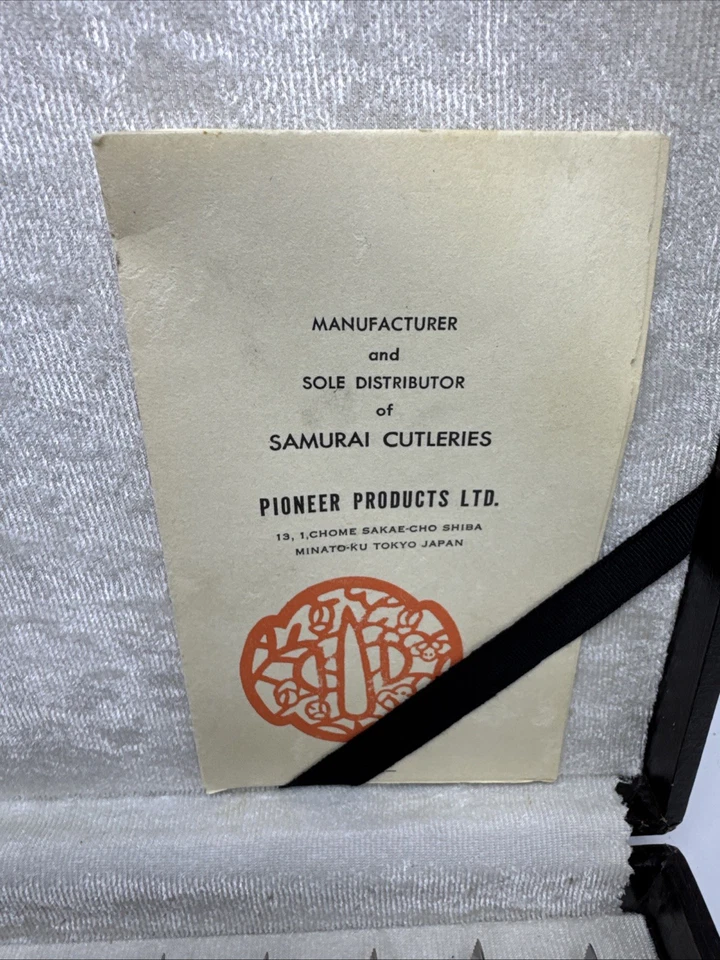 MANUFACTURER
and
SOLE DISTRIBUTOR
of
SAMURAI CUTLERIES
PIONEER PRODUCTS LTD.
13, 1,CHOME SAKAE-CHO SHIBA
MINATO-KU TOKYO JAPAN